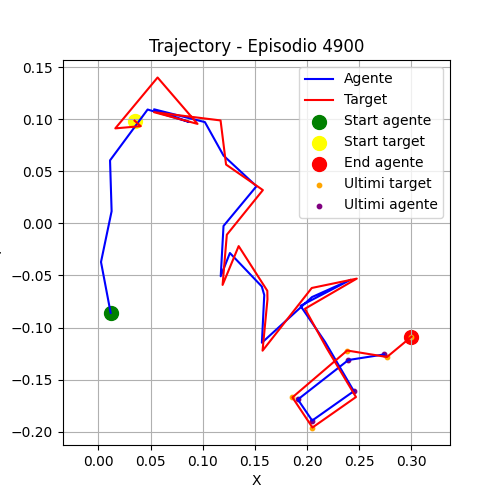 Trajectory - Episodio 4900
Agente
Target
Start agente
Start target
End agente
Ultimi target
Ultimi agente
0.15
0.10
0.05
0.00
−0.05
−0.10
−0.15
−0.20
0.00
0.05
0.10
0.15
0.20
0.25
0.30
X